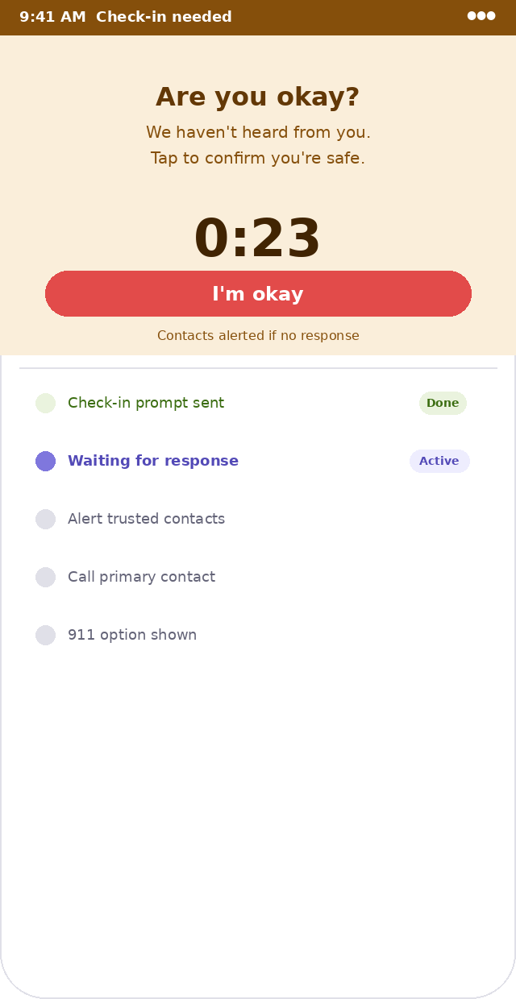 9:41 AM  Check-in needed
Are you okay?
We haven't heard from you.
Tap to confirm you're safe.
0:23
I'm okay
Contacts alerted if no response
Check-in prompt sent Done
Waiting for response Active
Alert trusted contacts
Call primary contact
911 option shown